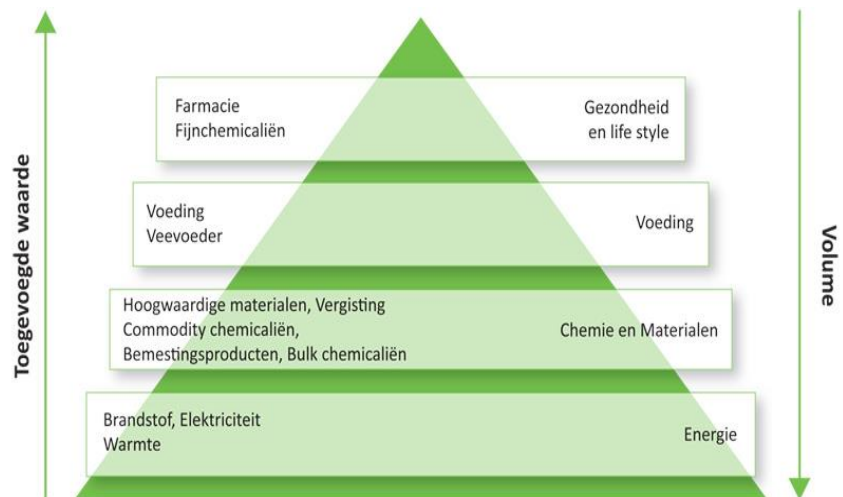 Toegevoegde waarde
Farmacie
Fijnchemicaliën
Gezondheid
en life style
Voeding
Veevoeder
Voeding
Hoogwaardige materialen, Vergisting
Commodity chemicaliën,
Bemestingsproducten, Bulk chemicaliën
Chemie en Materialen
Brandstof, Elektriciteit
Warmte
Energie
Volume